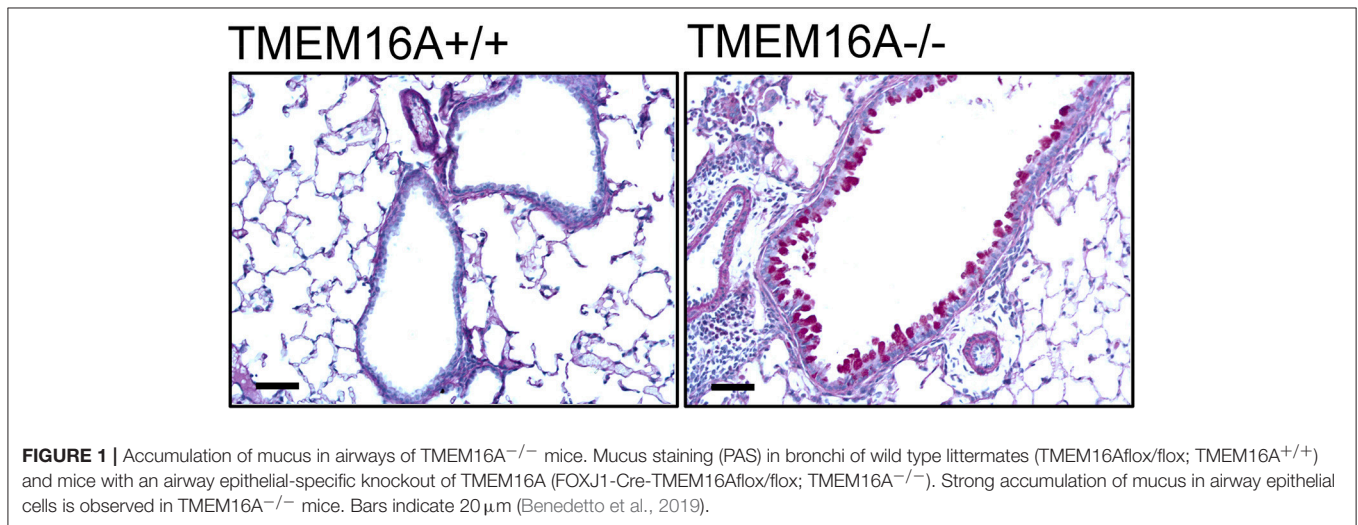 TMEM16A+/+
TMEM16A-/-
FIGURE 1 | Accumulation of mucus in airways of TMEM16A−/− mice. Mucus staining (PAS) in bronchi of wild type littermates (TMEM16Aflox/flox; TMEM16A+/+)
and mice with an airway epithelial-specific knockout of TMEM16A (FOXJ1-Cre-TMEM16Aflox/flox; TMEM16A−/−). Strong accumulation of mucus in airway epithelial
cells is observed in TMEM16A−/− mice. Bars indicate 20 μm (Benedetto et al., 2019).